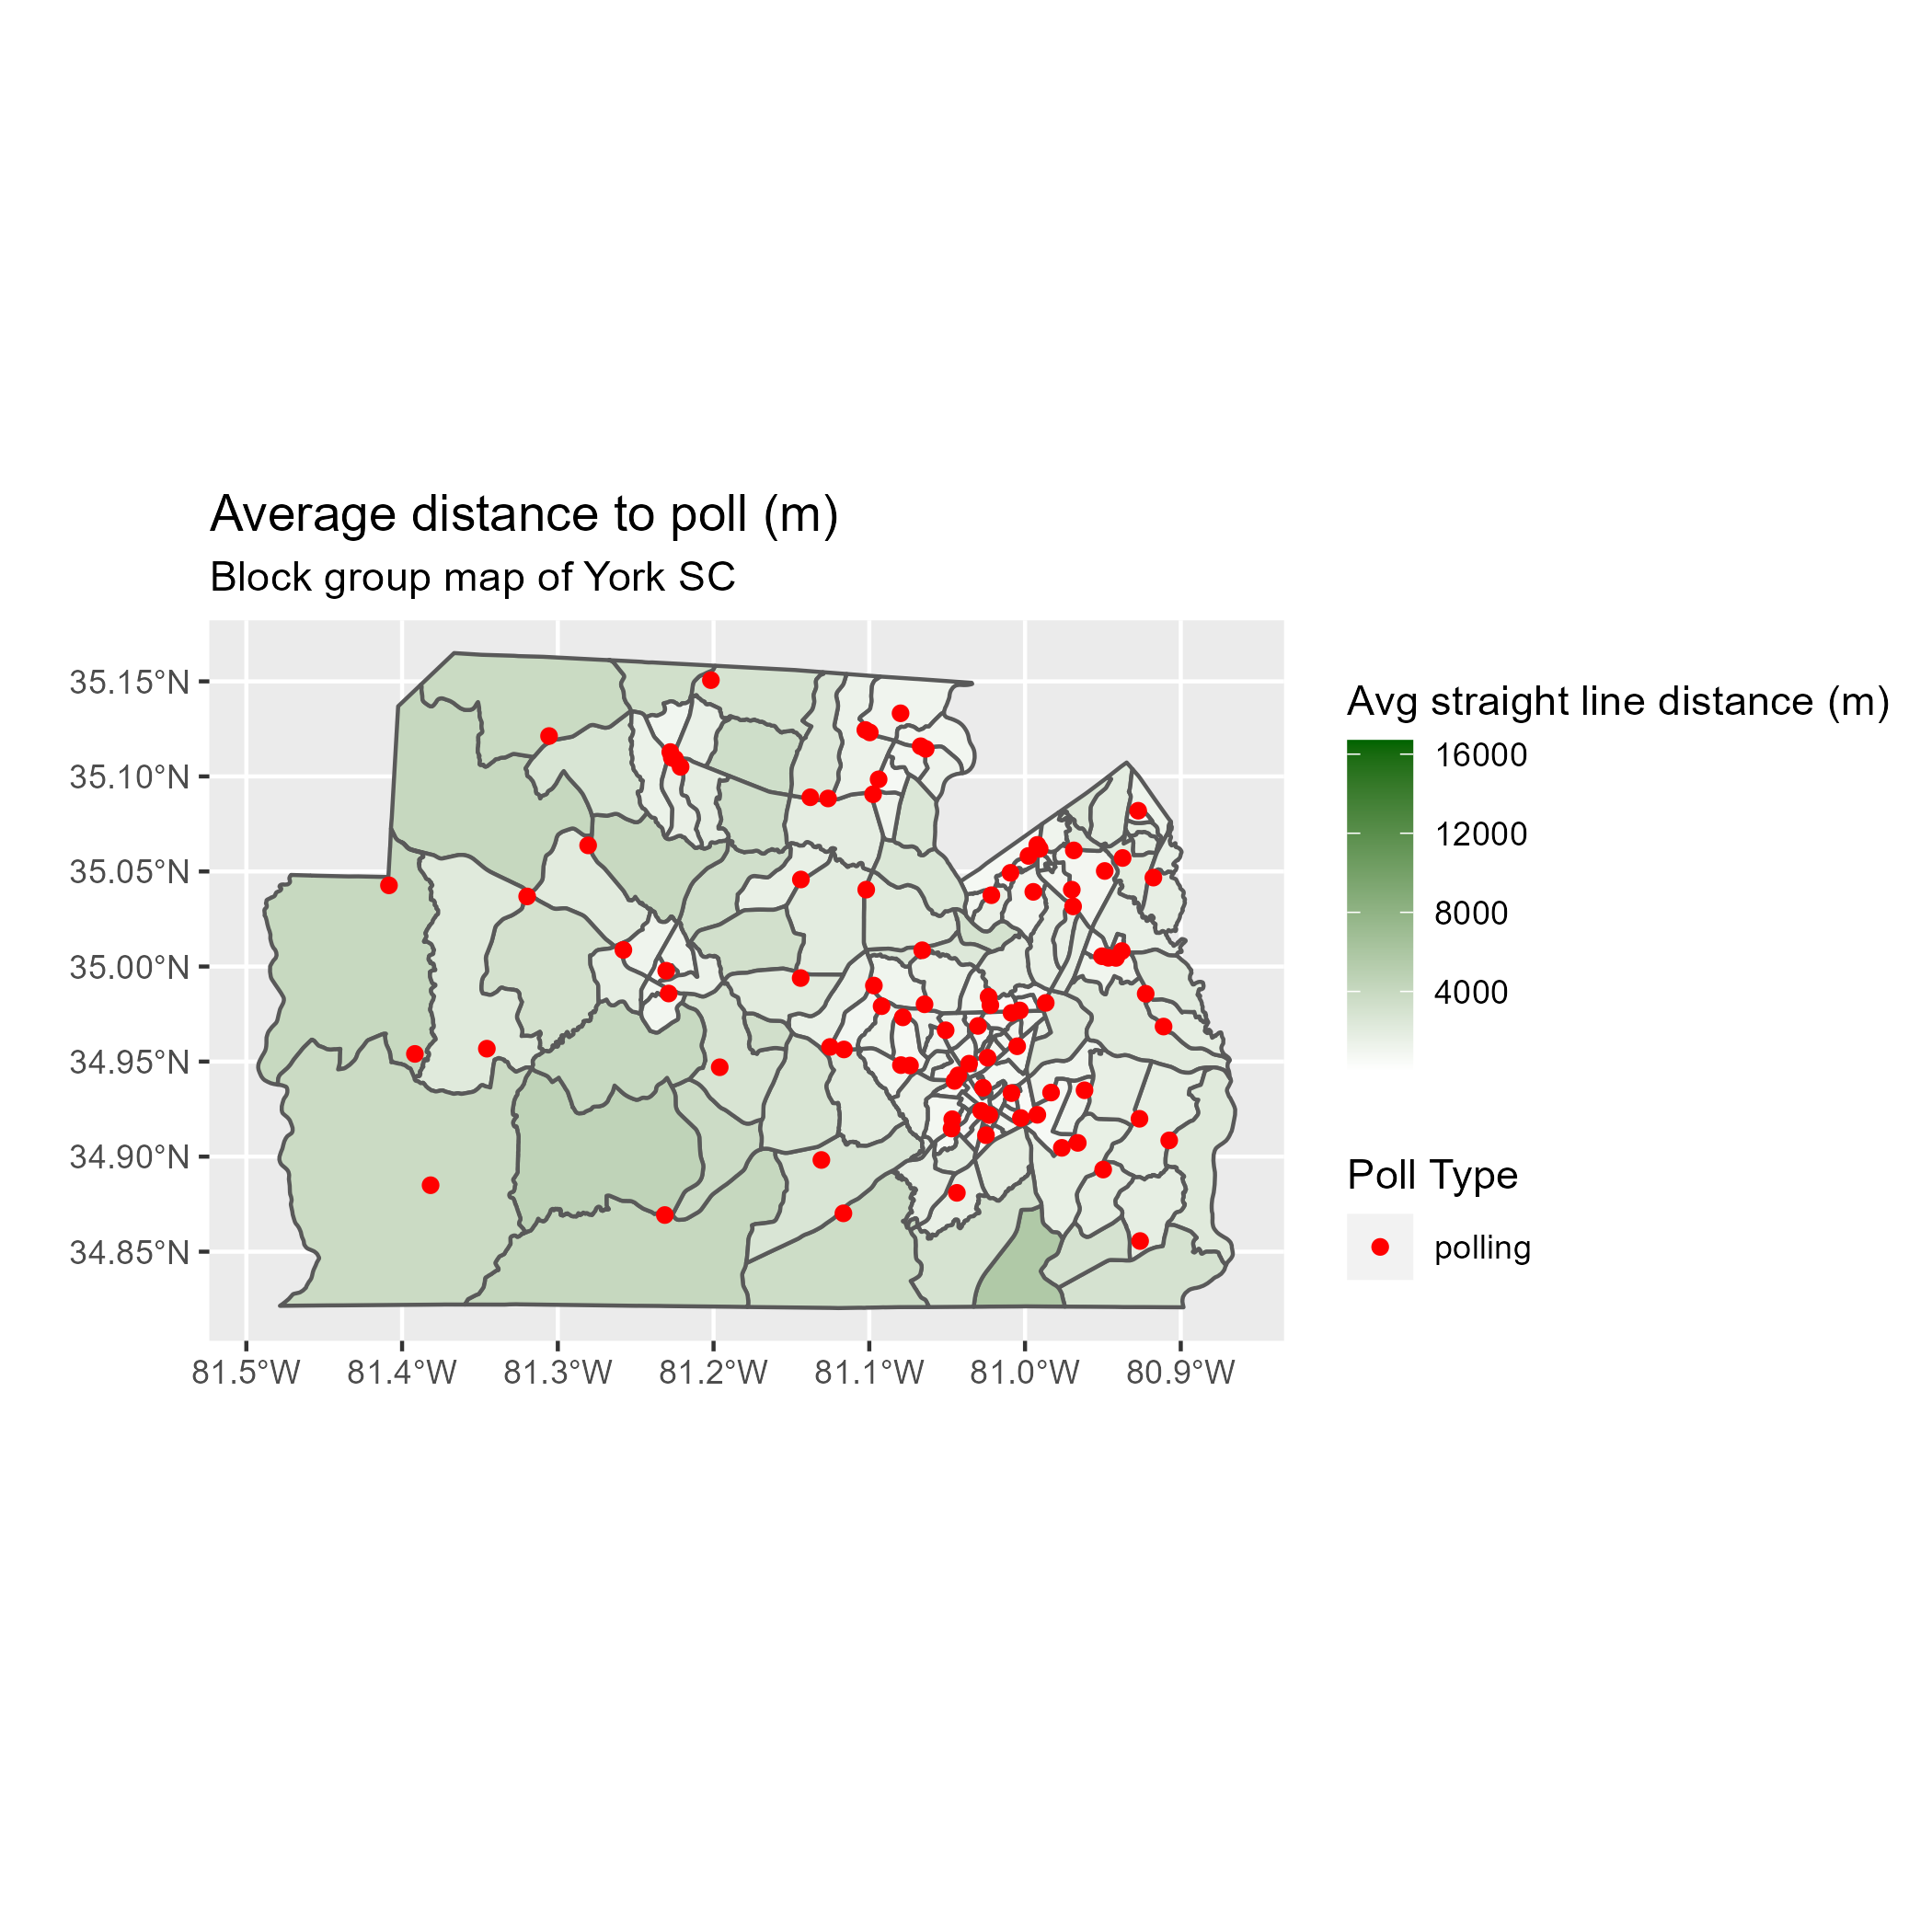 Average distance to poll (m)
Block group map of York SC
35.15°N
35.10°N
35.05°N
35.00°N
34.95°N
34.90°N
34.85°N
81.5°W
81.4°W
81.3°W
81.2°W
81.1°W
81.0°W
80.9°W
Avg straight line distance (m)
16000
12000
8000
4000
Poll Type
polling